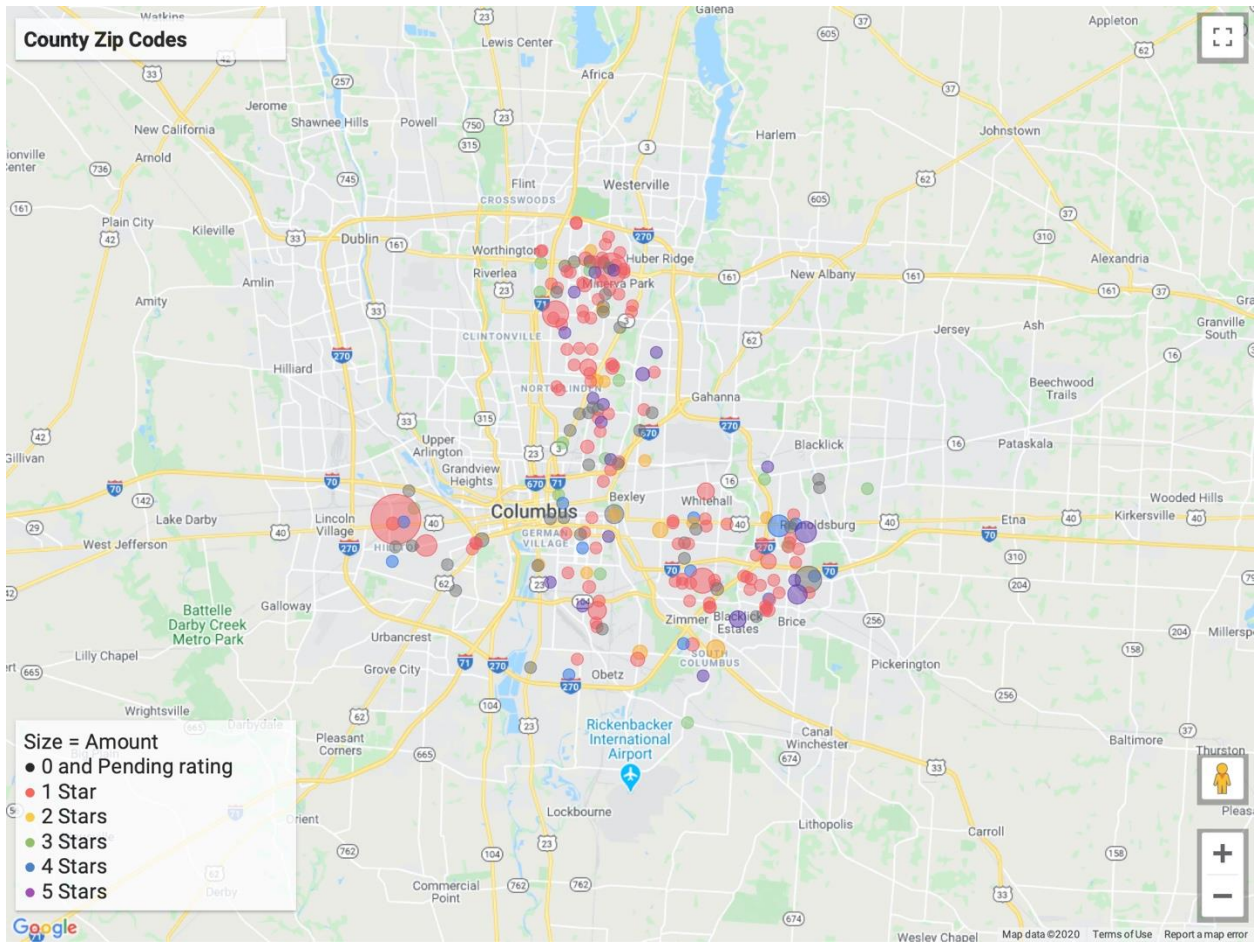 Watkins
County Zip Codes
Galena
Appleton
Lewis Center
Africa
Jerome
Shawnee Hills
Powell
New California
Harlem
Johnstown
Arnold
Flint
Westerville
CROSSWOODS
Plain City
Kileville
Dublin
Worthington
Huber Ridge
Alexandria
Riverlea
New Albany
Amlin
Minerva Park
Amity
Jersey
Ash
Granville
South
CLINTONVILLE
Hilliard
Beechwood
Trails
Gahanna
Upper
Arlington
Blacklick
Pataskala
Grandview
Heights
Bexley
Whitehall
Wooded Hills
Columbus
Kirkersville
Lake Darby
Lincoln
Village
Etna
Reynoldsburg
West Jefferson
GERMAN
VILLAGE
Galloway
Battelle
Darby Creek
Metro Park
Zimmer
Blacklick
Estates
Brice
Urbancrest
Lilly Chapel
Grove City
Obetz
SOUTH
COLUMBUS
Pickerington
Wrightsville
Darbydale
Rickenbacker
International
Airport
Pleasant
Corners
Canal
Winchester
Baltimore
Thurston
Size = Amount
0 and Pending rating
1 Star
2 Stars
3 Stars
4 Stars
5 Stars
Lockbourne
Lithopolis
Carroll
Derby
Commercial
Point
Google
Wesley Chapel
Map data ©2020 Terms of Use Report a map error